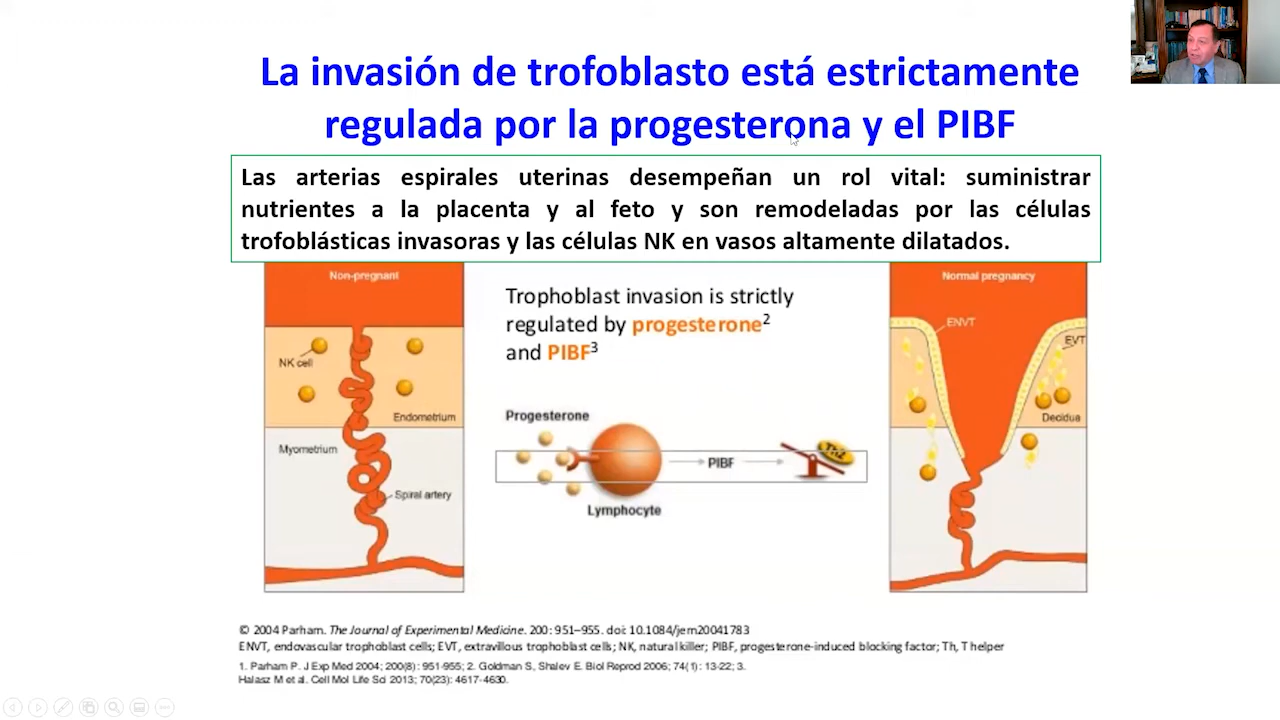 La invasión de trofoblasto está estrictamente
regulada por la progesterona y el PIBF
Las arterias espirales uterinas desempeñan un rol vital: suministrar
nutrientes a la placenta y al feto y son remodeladas por las células
trofoblásticas invasoras y las células NK en vasos altamente dilatados.
Non-pregnant
NK cell
Endometrium
Myometrium
Spiral artery
Trophoblast invasion is strictly
regulated by progesterone2
and PIBF3
Progesterone
PIBF
Th2
Lymphocyte
Normal pregnancy
ENVT
EVT
Decidua
© 2004 Parham. The Journal of Experimental Medicine. 200: 951–955. doi: 10.1084/jem20041783
ENVT, endovascular trophoblast cells; EVT, extravillous trophoblast cells; NK, natural killer; PIBF, progesterone-induced blocking factor; Th, T helper
1. Parham P. J Exp Med 2004; 200(8): 951-955; 2. Goldman S, Shalev E. Biol Reprod 2006; 74(1): 13-22; 3.
Halasz M et al. Cell Mol Life Sci 2013; 70(23): 4617-4630.